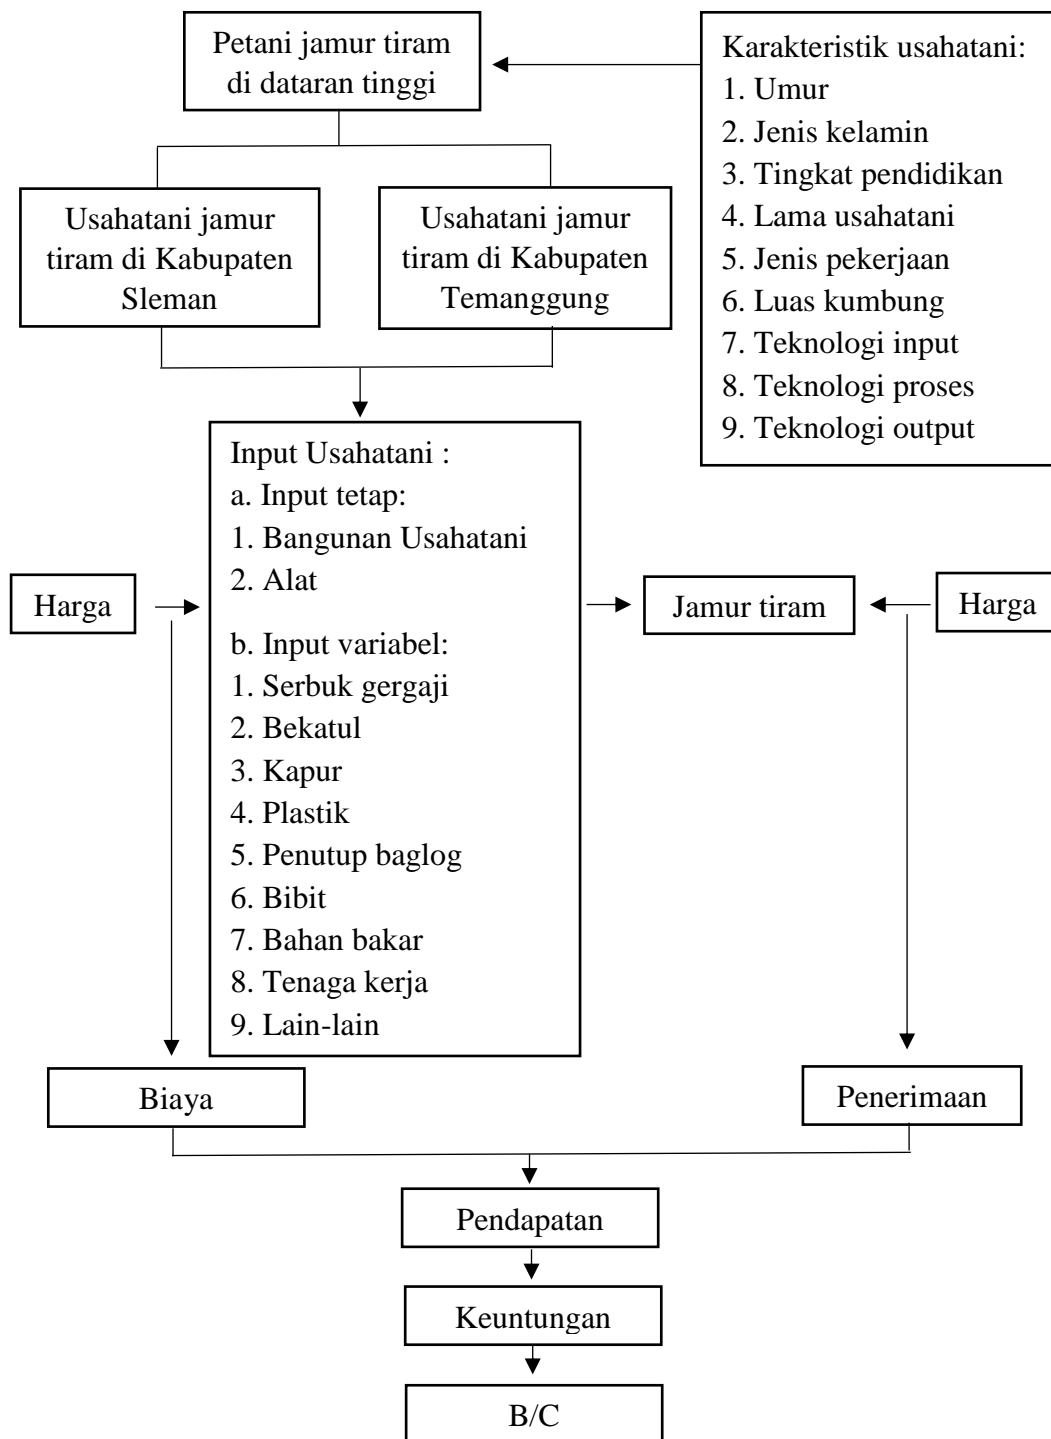 Petani jamur tiram
di dataran tinggi
Karakteristik usahatani:
1. Umur
2. Jenis kelamin
3. Tingkat pendidikan
4. Lama usahatani
5. Jenis pekerjaan
6. Luas kumbung
7. Teknologi input
8. Teknologi proses
9. Teknologi output
Usahatani jamur
tiram di Kabupaten
Sleman
Usahatani jamur
tiram di Kabupaten
Temanggung
Input Usahatani :
a. Input tetap:
1. Bangunan Usahatani
2. Alat
b. Input variabel:
1. Serbuk gergaji
2. Bekatul
3. Kapur
4. Plastik
5. Penutup baglog
6. Bibit
7. Bahan bakar
8. Tenaga kerja
9. Lain-lain
Harga
Jamur tiram
Harga
Biaya
Penerimaan
Pendapatan
Keuntungan
B/C